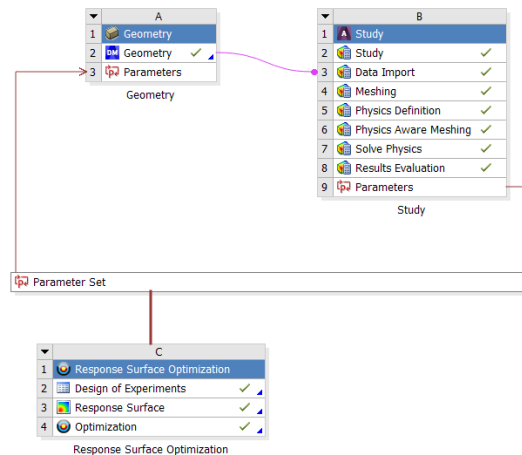 A
1 Geometry
2 DM Geometry
3 Parameters
Geometry
B
1 Study
2 Study
3 Data Import
4 Meshing
5 Physics Definition
6 Physics Aware Meshing
7 Solve Physics
8 Results Evaluation
9 Parameters
Study
Parameter Set
C
1 Response Surface Optimization
2 Design of Experiments
3 Response Surface
4 Optimization
Response Surface Optimization